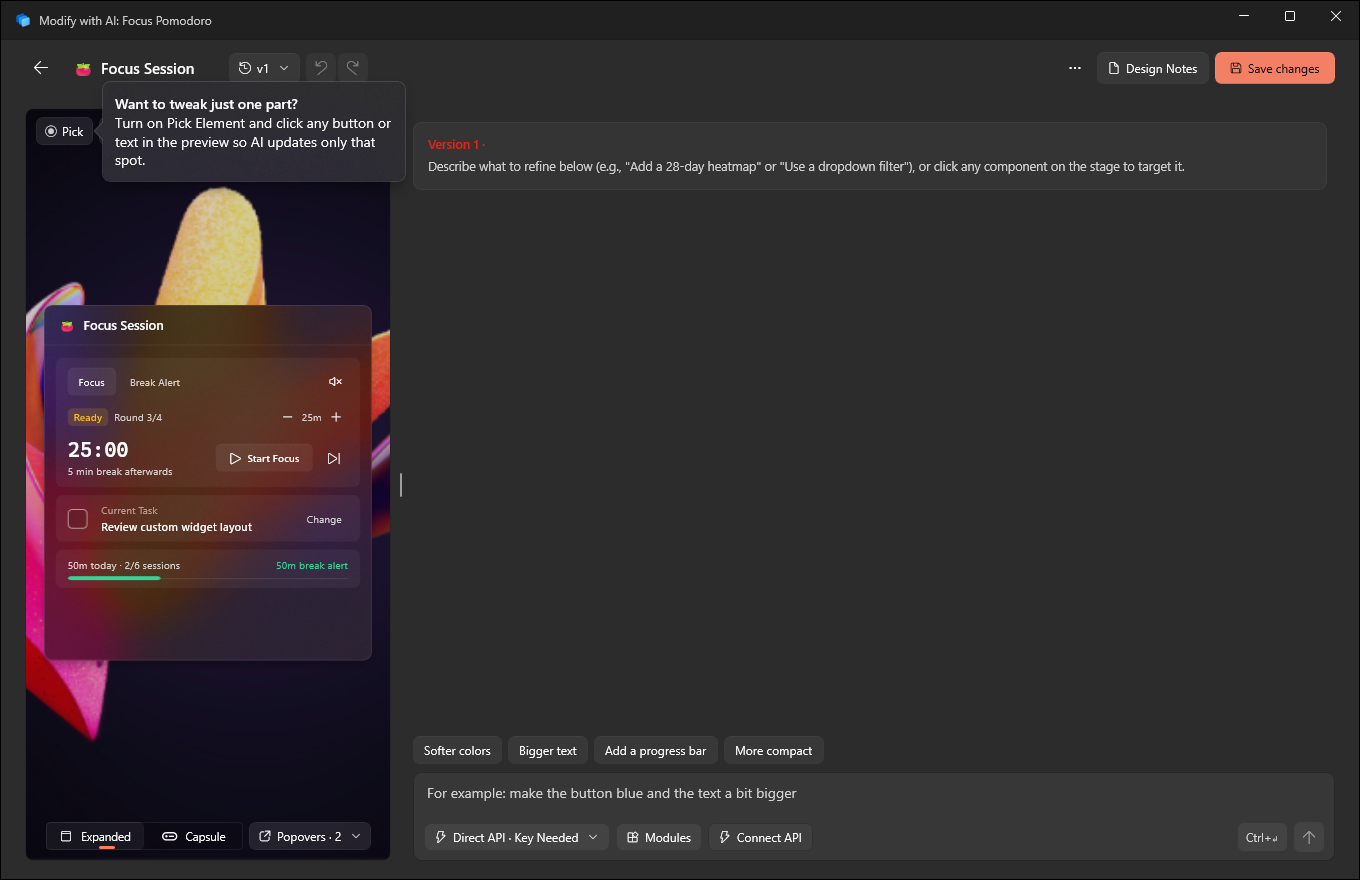 Modify with AI: Focus Pomodoro
Focus Session
v1
Design Notes
Save changes
Pick
Want to tweak just one part?
Turn on Pick Element and click any button or
text in the preview so AI updates only that
spot.
Version 1 ·
Describe what to refine below (e.g., "Add a 28-day heatmap" or "Use a dropdown filter"), or click any component on the stage to target it.
Focus Session
Focus
Break Alert
Ready
Round 3/4
25m
25:00
5 min break afterwards
Start Focus
Current Task
Review custom widget layout
Change
50m today · 2/6 sessions
50m break alert
Softer colors
Bigger text
Add a progress bar
More compact
For example: make the button blue and the text a bit bigger
Expanded
Capsule
Popovers · 2
Direct API · Key Needed
Modules
Connect API
Ctrl+↵